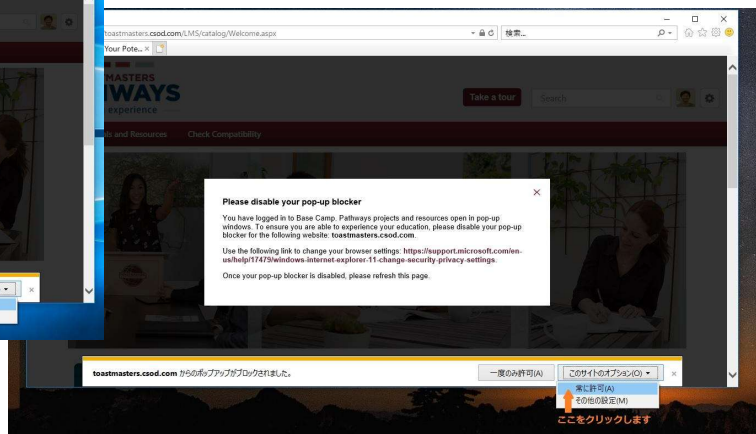 toastmasters.csod.com/LMS/catalog/Welcome.aspx
検索...
Your Pote...
TOASTMASTERS
WAYS
experience
Take a tour
Search
ls and Resources
Check Compatibility
Please disable your pop-up blocker
You have logged in to Base Camp. Pathways projects and resources open in pop-up
windows. To ensure you are able to experience your education, please disable your pop-up
blocker for the following website: toastmasters.csod.com.
Use the following link to change your browser settings: https://support.microsoft.com/en-
us/help/17479/windows-internet-explorer-11-change-security-privacy-settings.
Once your pop-up blocker is disabled, please refresh this page.
toastmasters.csod.com からのポップアップがブロックされました。
一度のみ許可(A)
このサイトのオプション(O)
常に許可(A)
その他の設定(M)
ここをクリックします